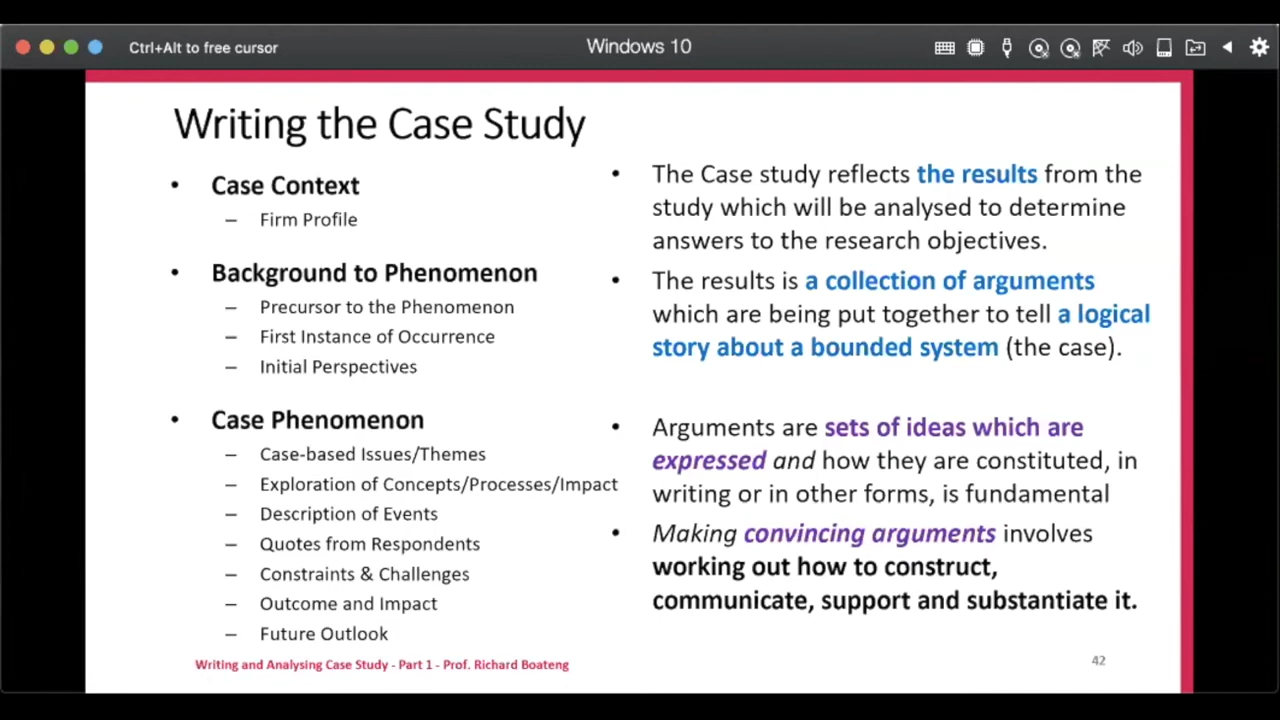 Ctrl+Alt to free cursor
Windows 10
Writing the Case Study
• Case Context
– Firm Profile
• Background to Phenomenon
– Precursor to the Phenomenon
– First Instance of Occurrence
– Initial Perspectives
• Case Phenomenon
– Case-based Issues/Themes
– Exploration of Concepts/Processes/Impact
– Description of Events
– Quotes from Respondents
– Constraints & Challenges
– Outcome and Impact
– Future Outlook
• The Case study reflects the results from the
study which will be analysed to determine
answers to the research objectives.
• The results is a collection of arguments
which are being put together to tell a logical
story about a bounded system (the case).
• Arguments are sets of ideas which are
expressed and how they are constituted, in
writing or in other forms, is fundamental
• Making convincing arguments involves
working out how to construct,
communicate, support and substantiate it.
Writing and Analysing Case Study - Part 1 - Prof. Richard Boateng
42